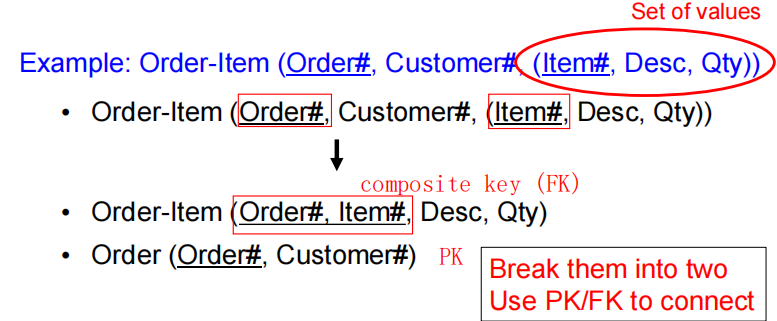 Set of values
Example: Order-Item (Order#, Customer#, (Item#, Desc, Qty))
• Order-Item (Order#, Customer#, (Item#, Desc, Qty))
composite key (FK)
• Order-Item (Order#, Item#, Desc, Qty)
• Order (Order#, Customer#) PK
Break them into two
Use PK/FK to connect